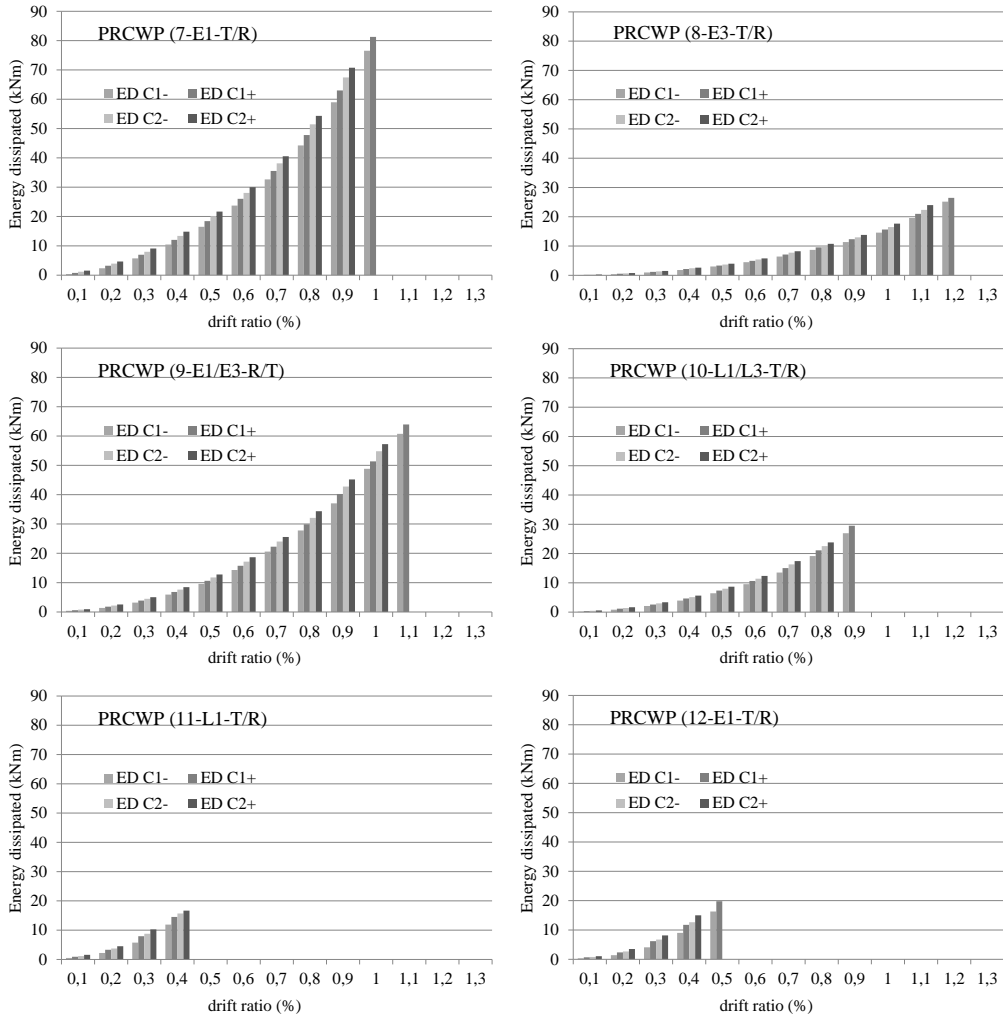 PRCWP (7-E1-T/R)
Energy dissipated (kNm)
90
80
70
60
50
40
30
20
10
0
ED C1- ED C1+
ED C2- ED C2+
0,1 0,2 0,3 0,4 0,5 0,6 0,7 0,8 0,9 1 1,1 1,2 1,3
drift ratio (%)
PRCWP (8-E3-T/R)
Energy dissipated (kNm)
90
80
70
60
50
40
30
20
10
0
ED C1- ED C1+
ED C2- ED C2+
0,1 0,2 0,3 0,4 0,5 0,6 0,7 0,8 0,9 1 1,1 1,2 1,3
drift ratio (%)
PRCWP (9-E1/E3-R/T)
Energy dissipated (kNm)
90
80
70
60
50
40
30
20
10
0
ED C1- ED C1+
ED C2- ED C2+
0,1 0,2 0,3 0,4 0,5 0,6 0,7 0,8 0,9 1 1,1 1,2 1,3
drift ratio (%)
PRCWP (10-L1/L3-T/R)
Energy dissipated (kNm)
90
80
70
60
50
40
30
20
10
0
ED C1- ED C1+
ED C2- ED C2+
0,1 0,2 0,3 0,4 0,5 0,6 0,7 0,8 0,9 1 1,1 1,2 1,3
drift ratio (%)
PRCWP (11-L1-T/R)
Energy dissipated (kNm)
90
80
70
60
50
40
30
20
10
0
ED C1- ED C1+
ED C2- ED C2+
0,1 0,2 0,3 0,4 0,5 0,6 0,7 0,8 0,9 1 1,1 1,2 1,3
drift ratio (%)
PRCWP (12-E1-T/R)
Energy dissipated (kNm)
90
80
70
60
50
40
30
20
10
0
ED C1- ED C1+
ED C2- ED C2+
0,1 0,2 0,3 0,4 0,5 0,6 0,7 0,8 0,9 1 1,1 1,2 1,3
drift ratio (%)